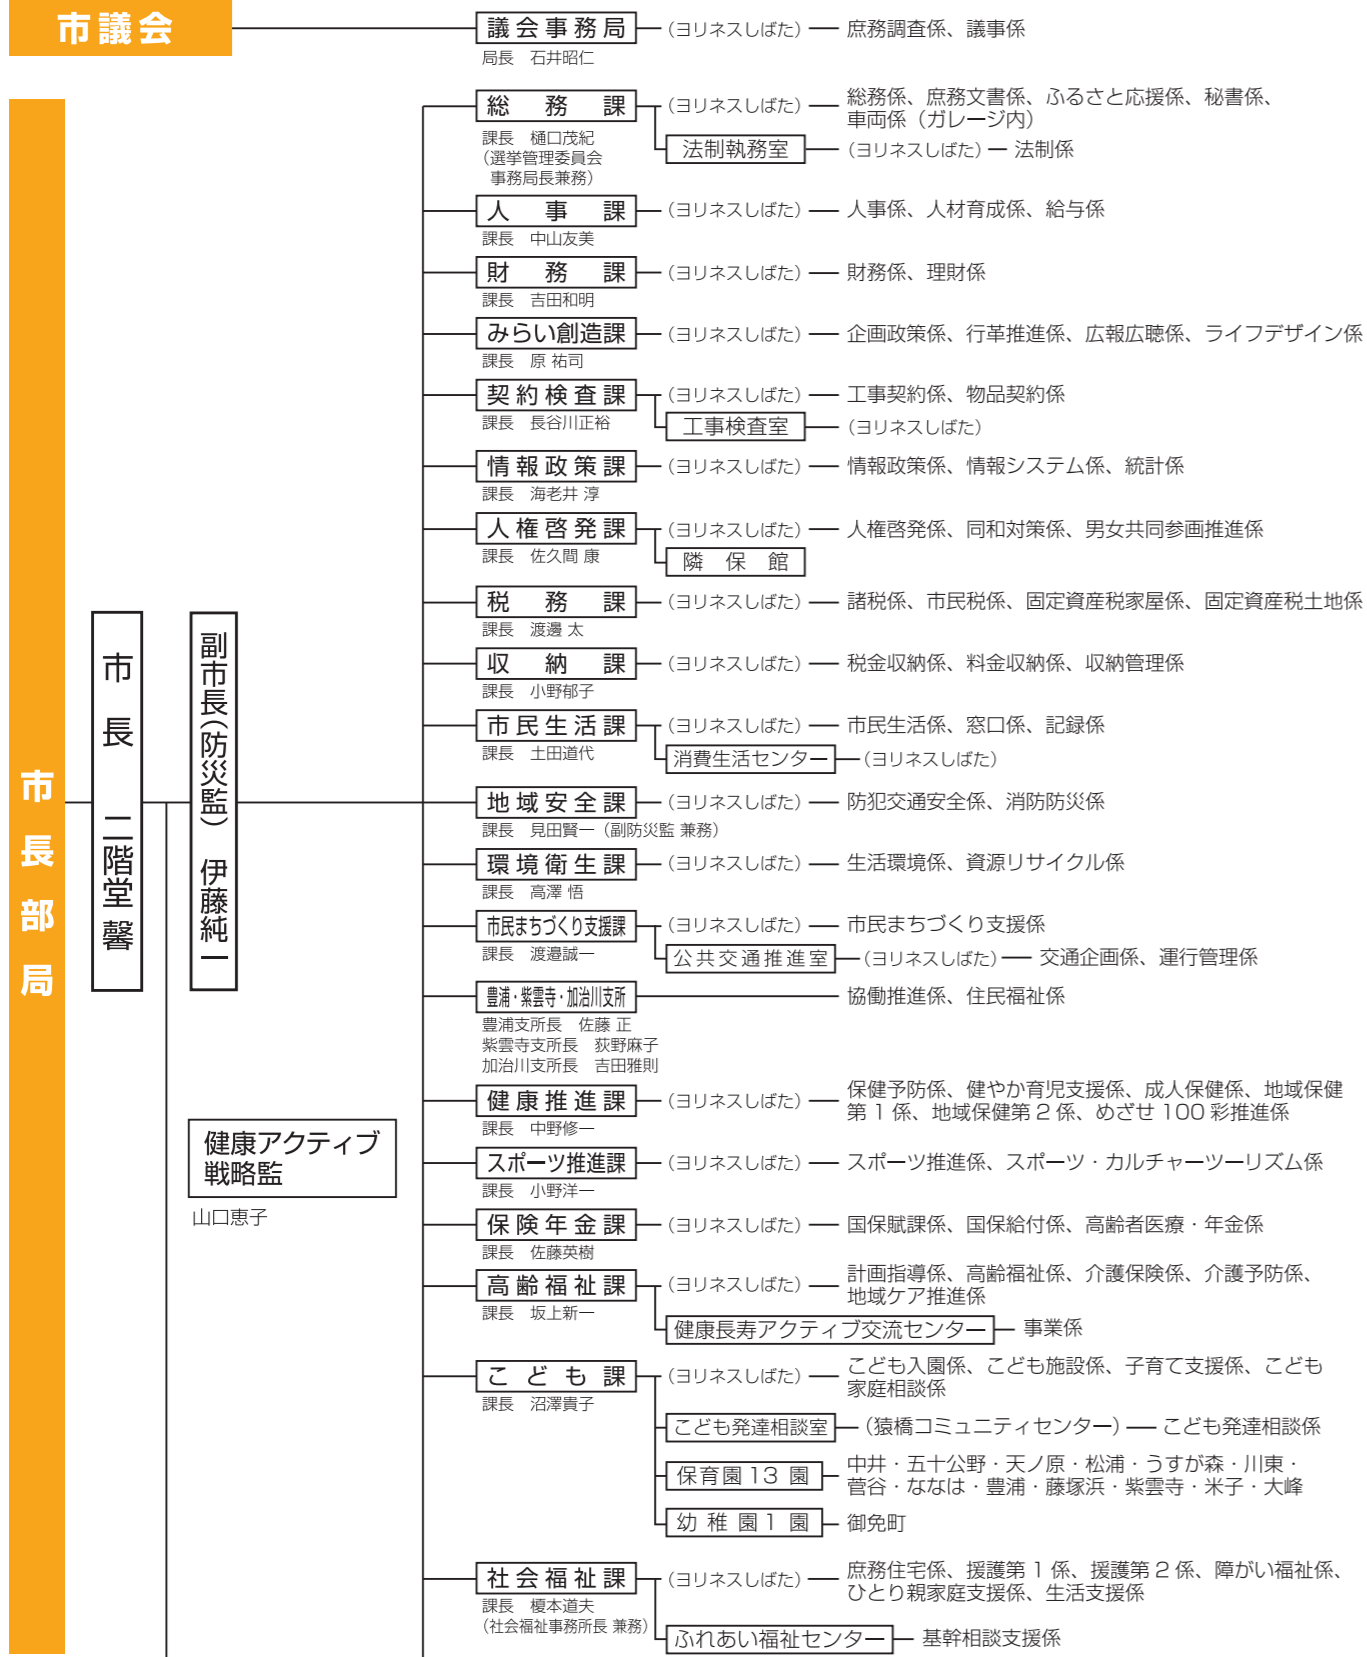 市議会
議会事務局 (ヨリネスしばた) 庶務調査係、議事係
局長 石井昭仁
市長部局
市長 二階堂 馨
副市長(防災監) 伊藤純一
健康アクティブ
戦略監
山口恵子
総務課 (ヨリネスしばた) 総務係、庶務文書係、ふるさと応援係、秘書係、
車両係(ガレージ内)
課長 樋口茂紀
(選挙管理委員会
事務局長兼務)
法制執務室 (ヨリネスしばた) 法制係
人事課 (ヨリネスしばた) 人事係、人材育成係、給与係
課長 中山友美
財務課 (ヨリネスしばた) 財務係、理財係
課長 吉田和明
みらい創造課 (ヨリネスしばた) 企画政策係、行革推進係、広報広聴係、ライフデザイン係
課長 原 祐司
契約検査課 (ヨリネスしばた) 工事契約係、物品契約係
課長 長谷川正裕
工事検査室 (ヨリネスしばた)
情報政策課 (ヨリネスしばた) 情報政策係、情報システム係、統計係
課長 海老井 淳
人権啓発課 (ヨリネスしばた) 人権啓発係、同和対策係、男女共同参画推進係
課長 佐久間 康
隣保館
税務課 (ヨリネスしばた) 諸税係、市民税係、固定資産税家屋係、固定資産税土地係
課長 渡邊 太
収納課 (ヨリネスしばた) 税金収納係、料金収納係、収納管理係
課長 小野郁子
市民生活課 (ヨリネスしばた) 市民生活係、窓口係、記録係
課長 土田道代
消費生活センター (ヨリネスしばた)
地域安全課 (ヨリネスしばた) 防犯交通安全係、消防防災係
課長 見田賢一(副防災監 兼務)
環境衛生課 (ヨリネスしばた) 生活環境係、資源リサイクル係
課長 高澤 悟
市民まちづくり支援課 (ヨリネスしばた) 市民まちづくり支援係
課長 渡邉誠一
公共交通推進室 (ヨリネスしばた) 交通企画係、運行管理係
豊浦・紫雲寺・加治川支所 協働推進係、住民福祉係
豊浦支所長 佐藤 正
紫雲寺支所長 荻野麻子
加治川支所長 吉田雅則
健康推進課 (ヨリネスしばた) 保健予防係、健やか育児支援係、成人保健係、地域保健
第1係、地域保健第2係、めざせ100彩推進係
課長 中野修一
スポーツ推進課 (ヨリネスしばた) スポーツ推進係、スポーツ・カルチャーツーリズム係
課長 小野洋一
保険年金課 (ヨリネスしばた) 国保賦課係、国保給付係、高齢者医療・年金係
課長 佐藤英樹
高齢福祉課 (ヨリネスしばた) 計画指導係、高齢福祉係、介護保険係、介護予防係、
地域ケア推進係
課長 坂上新一
健康長寿アクティブ交流センター 事業係
こども課 (ヨリネスしばた) こども入園係、こども施設係、子育て支援係、こども
家庭相談係
課長 沼澤貴子
こども発達相談室 (猿橋コミュニティセンター) こども発達相談係
保育園13園 中井・五十公野・天ノ原・松浦・うすが森・川東・
菅谷・ななは・豊浦・藤塚浜・紫雲寺・米子・大峰
幼稚園1園 御免町
社会福祉課 (ヨリネスしばた) 庶務住宅係、援護第1係、援護第2係、障がい福祉係、
ひとり親家庭支援係、生活支援係
課長 榎本道夫
(社会福祉事務所長 兼務)
ふれあい福祉センター 基幹相談支援係